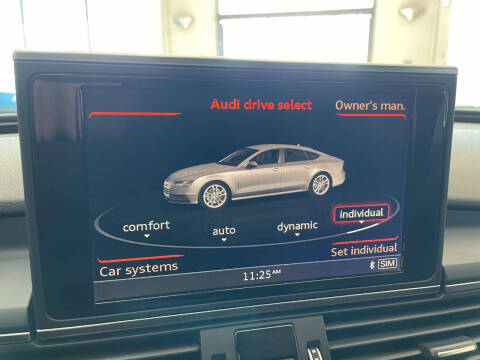 Audi drive select
Owner's man.
individual
comfort
auto
dynamic
Set individual
Car systems
11:25 AM
SIM